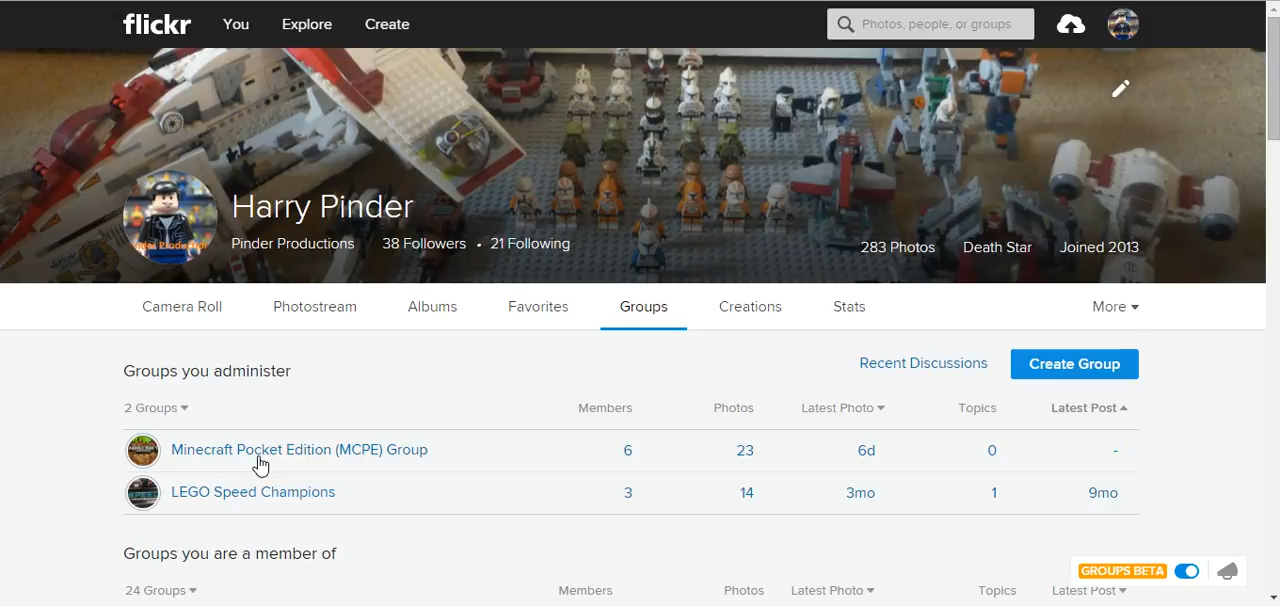 flickr You Explore Create Photos, people, or groups
Harry Pinder
Pinder Productions 38 Followers • 21 Following 283 Photos Death Star Joined 2013
Camera Roll Photostream Albums Favorites Groups Creations Stats More
Groups you administer Recent Discussions Create Group
2 Groups Members Photos Latest Photo Topics Latest Post
Minecraft Pocket Edition (MCPE) Group 6 23 6d 0 -
LEGO Speed Champions 3 14 3mo 1 9mo
Groups you are a member of
GROUPS BETA
24 Groups Members Photos Latest Photo Topics Latest Post